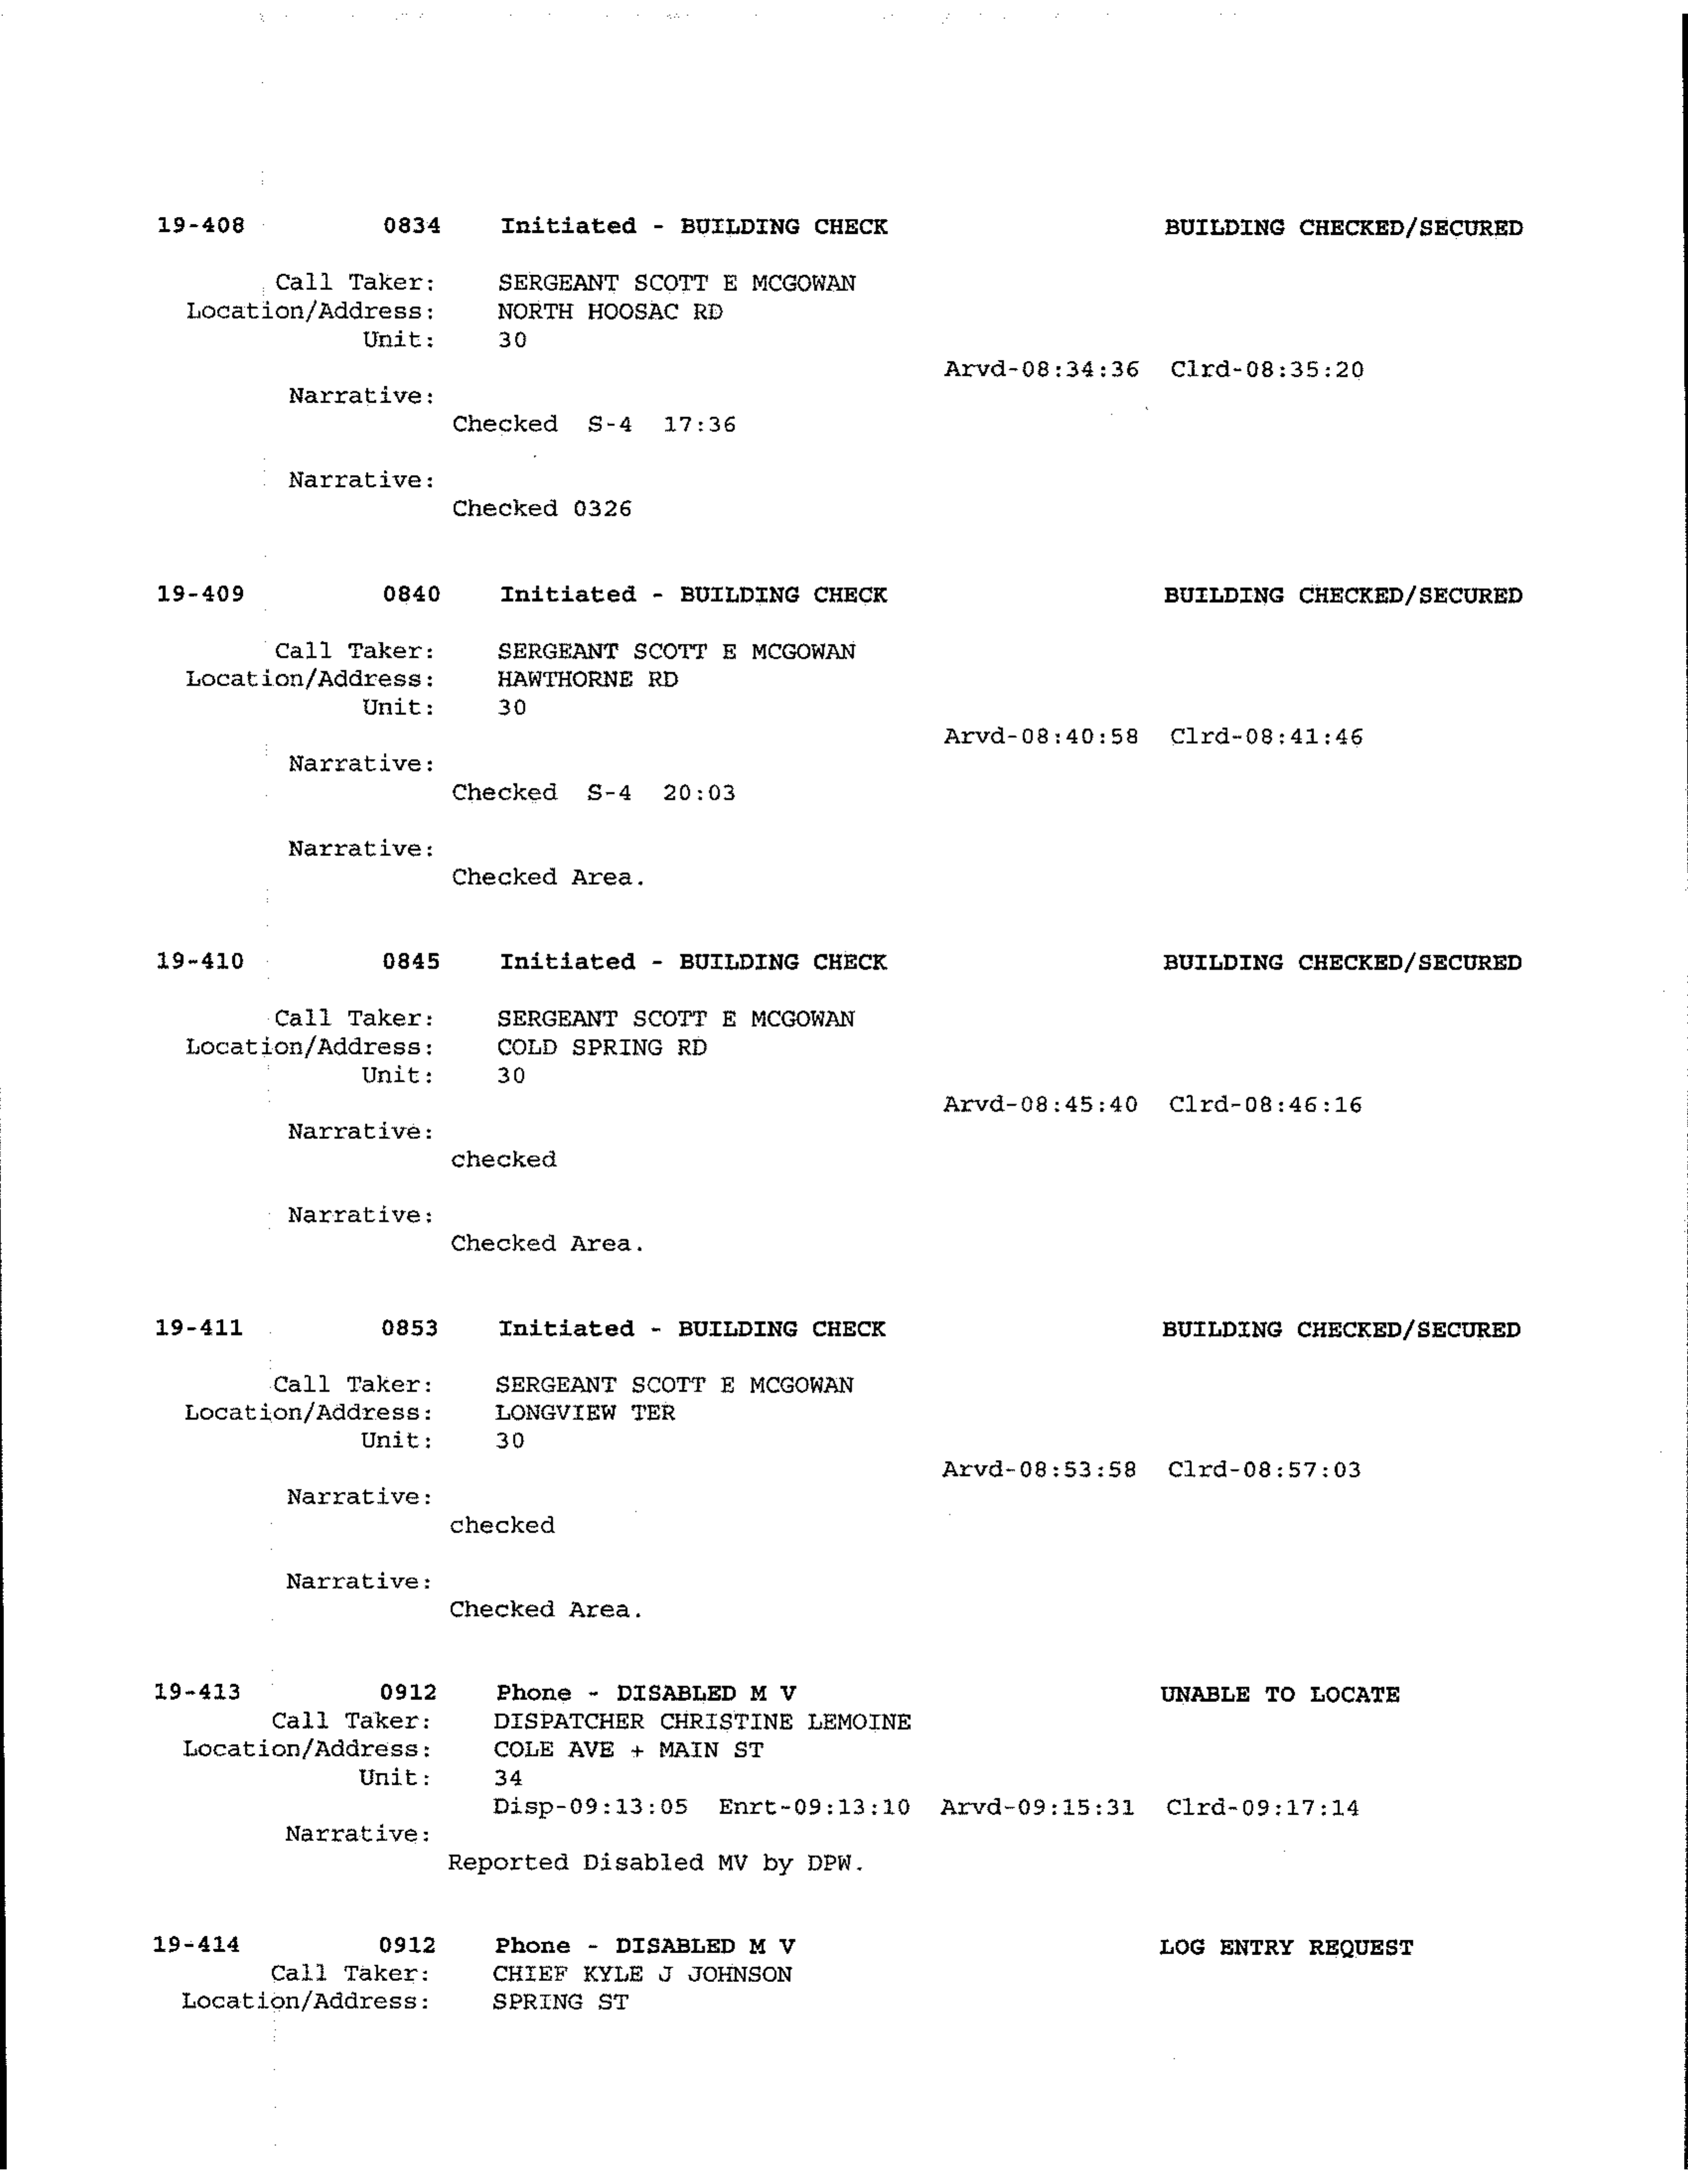 19-408 0834 Initiated - BUILDING CHECK BUILDING CHECKED/SECURED
Call Taker: SERGEANT SCOTT E MCGOWAN
Location/Address: NORTH HOOSAC RD
Unit: 30
Arvd-08:34:36 Clrd-08:35:20
Narrative:
Checked S-4 17:36
Narrative:
Checked 0326
19-409 0840 Initiated - BUILDING CHECK BUILDING CHECKED/SECURED
Call Taker: SERGEANT SCOTT E MCGOWAN
Location/Address: HAWTHORNE RD
Unit: 30
Arvd-08:40:58 Clrd-08:41:46
Narrative:
Checked S-4 20:03
Narrative:
Checked Area.
19-410 0845 Initiated - BUILDING CHECK BUILDING CHECKED/SECURED
Call Taker: SERGEANT SCOTT E MCGOWAN
Location/Address: COLD SPRING RD
Unit: 30
Arvd-08:45:40 Clrd-08:46:16
Narrative:
checked
Narrative:
Checked Area.
19-411 0853 Initiated - BUILDING CHECK BUILDING CHECKED/SECURED
Call Taker: SERGEANT SCOTT E MCGOWAN
Location/Address: LONGVIEW TER
Unit: 30
Arvd-08:53:58 Clrd-08:57:03
Narrative:
checked
Narrative:
Checked Area.
19-413 0912 Phone - DISABLED M V UNABLE TO LOCATE
Call Taker: DISPATCHER CHRISTINE LEMOINE
Location/Address: COLE AVE + MAIN ST
Unit: 34
Disp-09:13:05 Enrt-09:13:10 Arvd-09:15:31 Clrd-09:17:14
Narrative:
Reported Disabled MV by DPW.
19-414 0912 Phone - DISABLED M V LOG ENTRY REQUEST
Call Taker: CHIEF KYLE J JOHNSON
Location/Address: SPRING ST